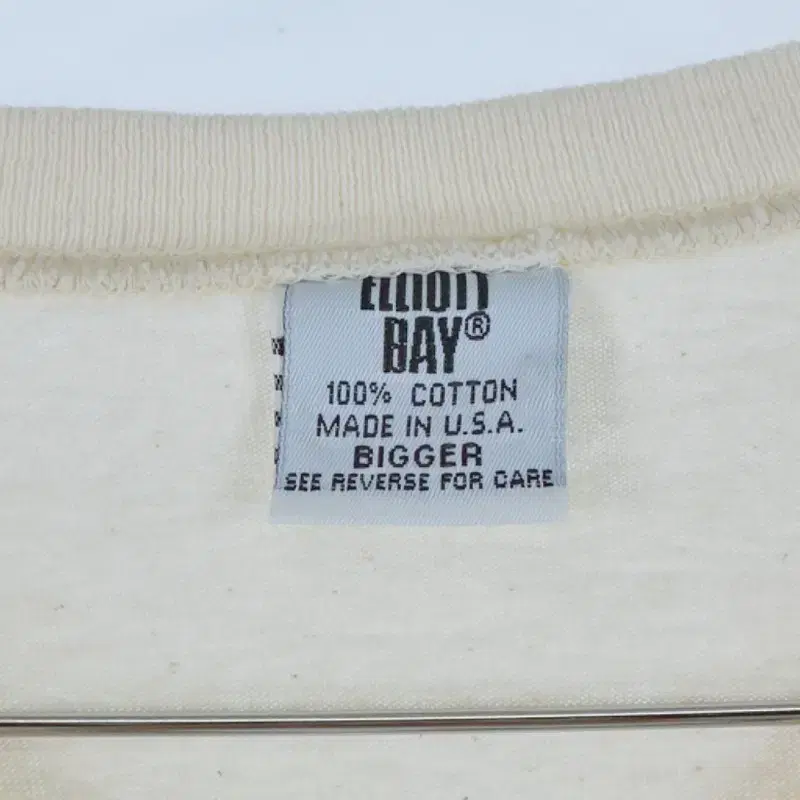 ELLIOTT
BAY®
100% COTTON
MADE IN U.S.A.
BIGGER
SEE REVERSE FOR CARE